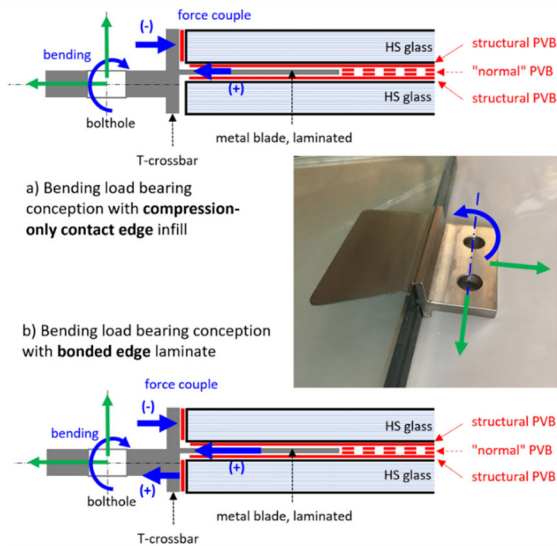 (-)
force couple
bending
HS glass
structural PVB
"normal" PVB
(+)
HS glass
structural PVB
bolthole
metal blade, laminated
T-crossbar
a) Bending load bearing
conception with compression-
only contact edge infill
b) Bending load bearing conception
with bonded edge laminate
force couple
(-)
bending
HS glass
structural PVB
(+)
"normal" PVB
(+)
HS glass
structural PVB
bolthole
metal blade, laminated
T-crossbar